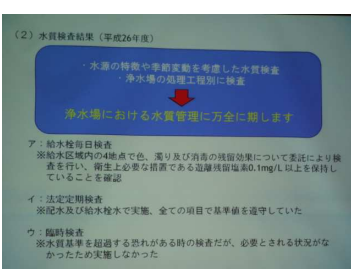 (2) 水質検査結果(平成26年度)
・水源の特徴や季節変動を考慮した水質検査
・浄水場の処理工程別に検査
浄水場における水質管理に万全に期します
ア:給水栓毎日検査
※給水区域内の4地点で色、濁り及び消毒の残留効果について委託により検
査を行い、衛生上必要な措置である遊離残留塩素0.1mg/L以上を保持し
ていることを確認
イ:法定定期検査
※配水及び給水栓水で実施、全ての項目で基準値を遵守していた
ウ:臨時検査
※水質基準を超過する恐れがある時の検査だが、必要とされる状況がな
かったため実施しなかった